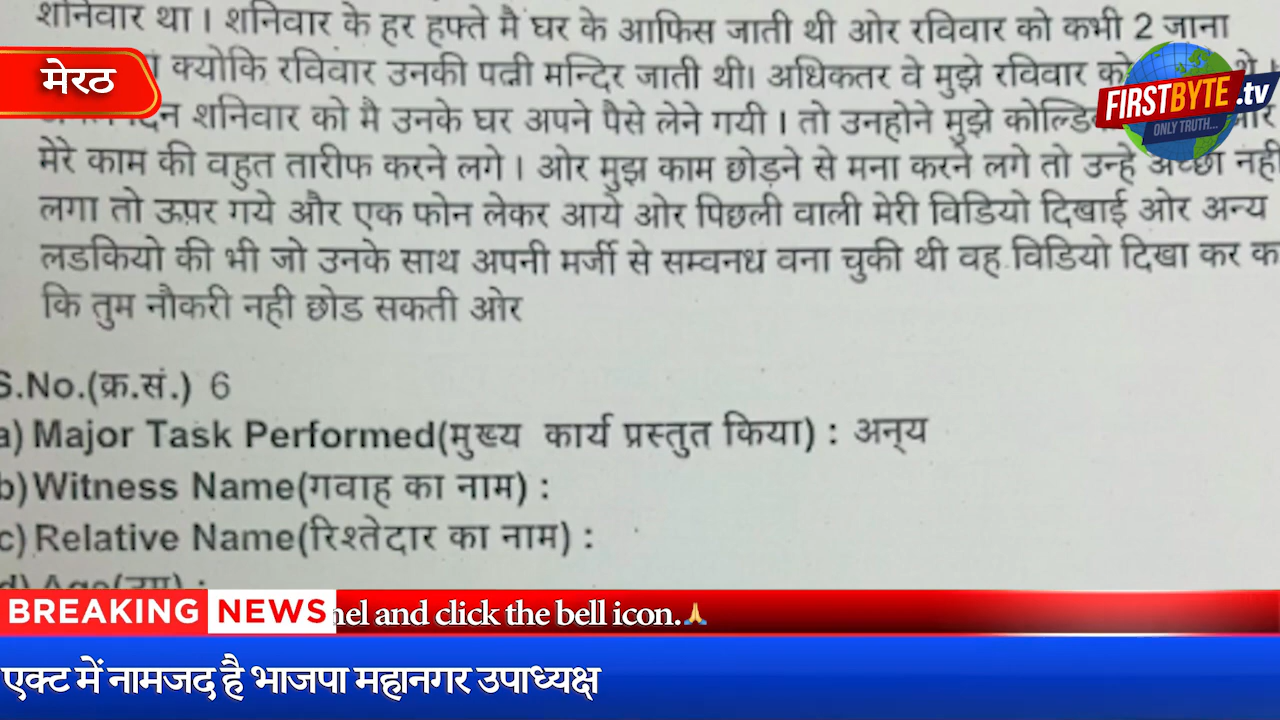 शनिवार था । शनिवार के हर हफ्ते मै घर के आफिस जाती थी ओर रविवार को कभी 2 जाना
क्योकि रविवार उनकी पत्नी मन्दिर जाती थी। अधिकतर वे मुझे रविवार को थे ।
मेरठ
शनिवार को मै उनके घर अपने पैसे लेने गयी । तो उनहोने मुझे
मेरे काम की वहुत तारीफ करने लगे । ओर मुझ काम छोड़ने से मना करने लगे तो उन्हे अच्छा नही
लगा तो ऊप़र गये और एक फोन लेकर आये ओर पिछली वाली मेरी विडियो दिखाई ओर अन्य
लडकियो की भी जो उनके साथ अपनी मर्जी से सम्वनध वना चुकी थी वह विडियो दिखा कर
कि तुम नौकरी नही छोड सकती ओर
FIRSTBYTE.tv
ONLY TRUTH...
S.No.(क्र.सं.) 6
a) Major Task Performed(मुख्य कार्य प्रस्तुत किया) : अन्‌य
b) Witness Name(गवाह का नाम) :
c) Relative Name(रिश्तेदार का नाम) :
BREAKING NEWS and click the bell icon.🙏
एक्ट में नामजद है भाजपा महानगर उपाध्यक्ष